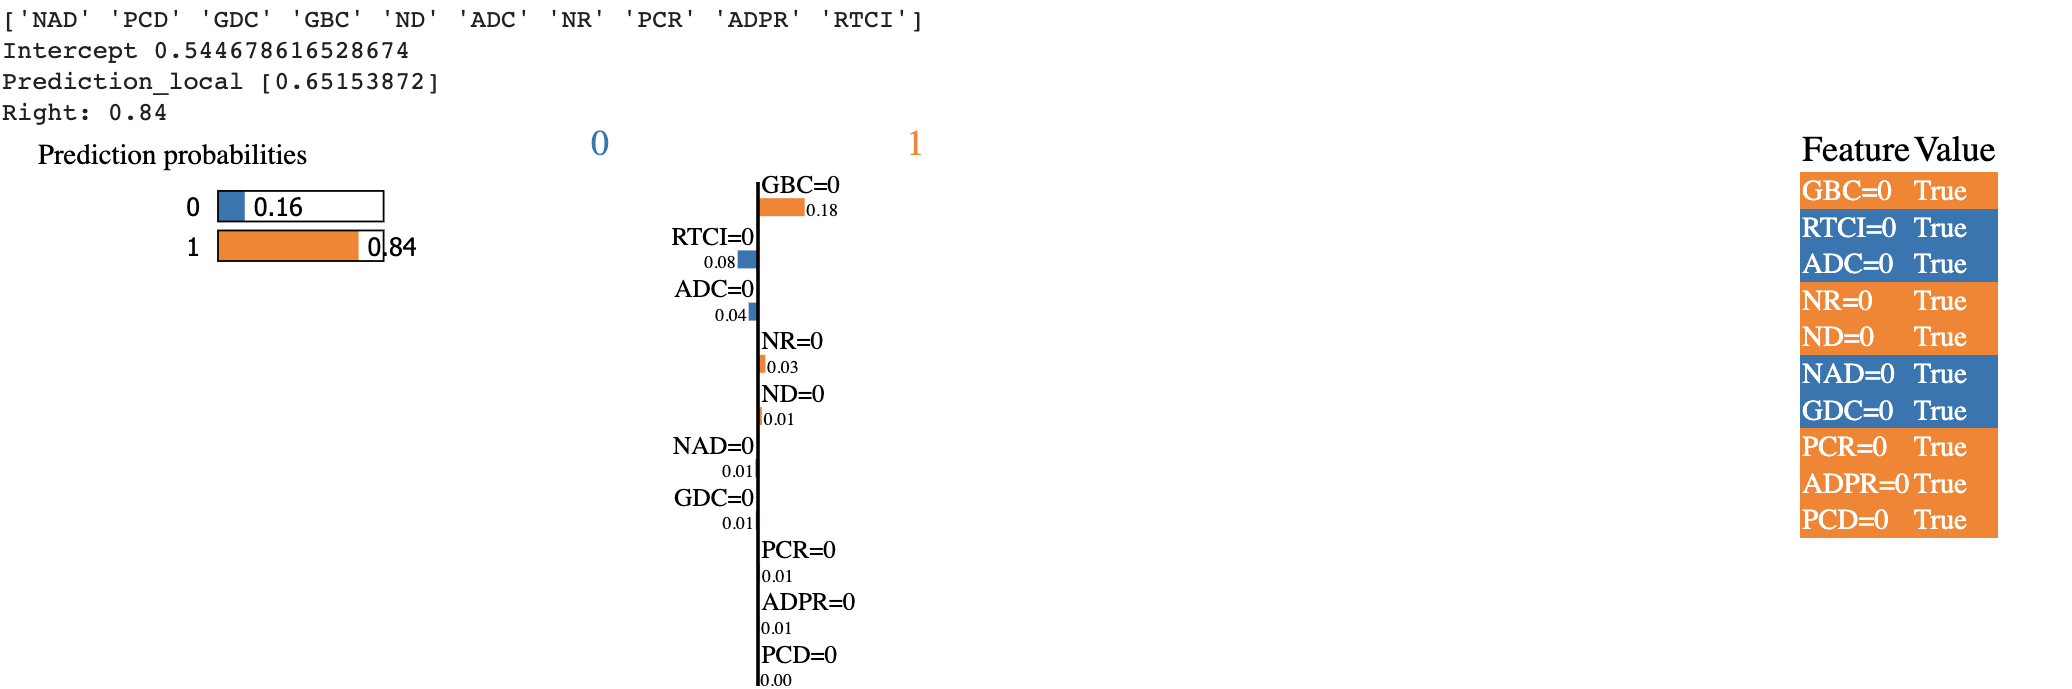 ['NAD' 'PCD' 'GDC' 'GBC' 'ND' 'ADC' 'NR' 'PCR' 'ADPR' 'RTCI']
Intercept 0.544678616528674
Prediction_local [0.65153872]
Right: 0.84
Prediction probabilities
0 0.16
1 0.84
0 1
GBC=0
0.18
RTCI=0
0.08
ADC=0
0.04
NR=0
0.03
ND=0
0.01
NAD=0
0.01
GDC=0
0.01
PCR=0
0.01
ADPR=0
0.01
PCD=0
0.00
Feature Value
GBC=0 True
RTCI=0 True
ADC=0 True
NR=0 True
ND=0 True
NAD=0 True
GDC=0 True
PCR=0 True
ADPR=0 True
PCD=0 True